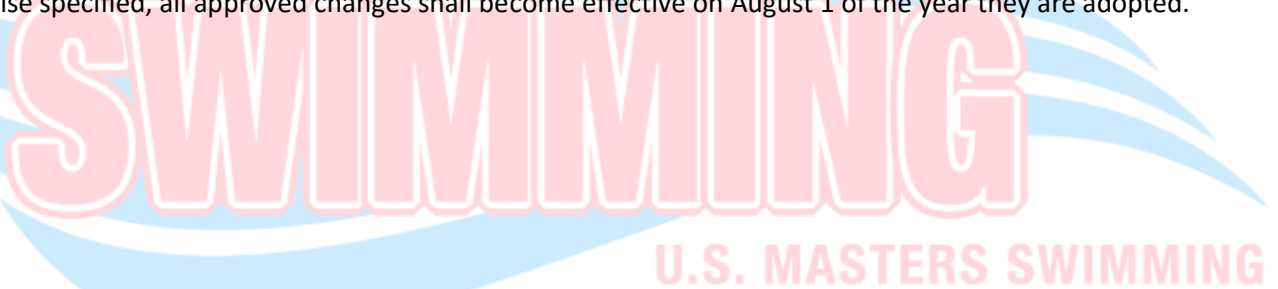 ise specified, all approved changes shall become effective on August 1 of the year they are adopted.
SWIMMING
U.S. MASTERS SWIMMING